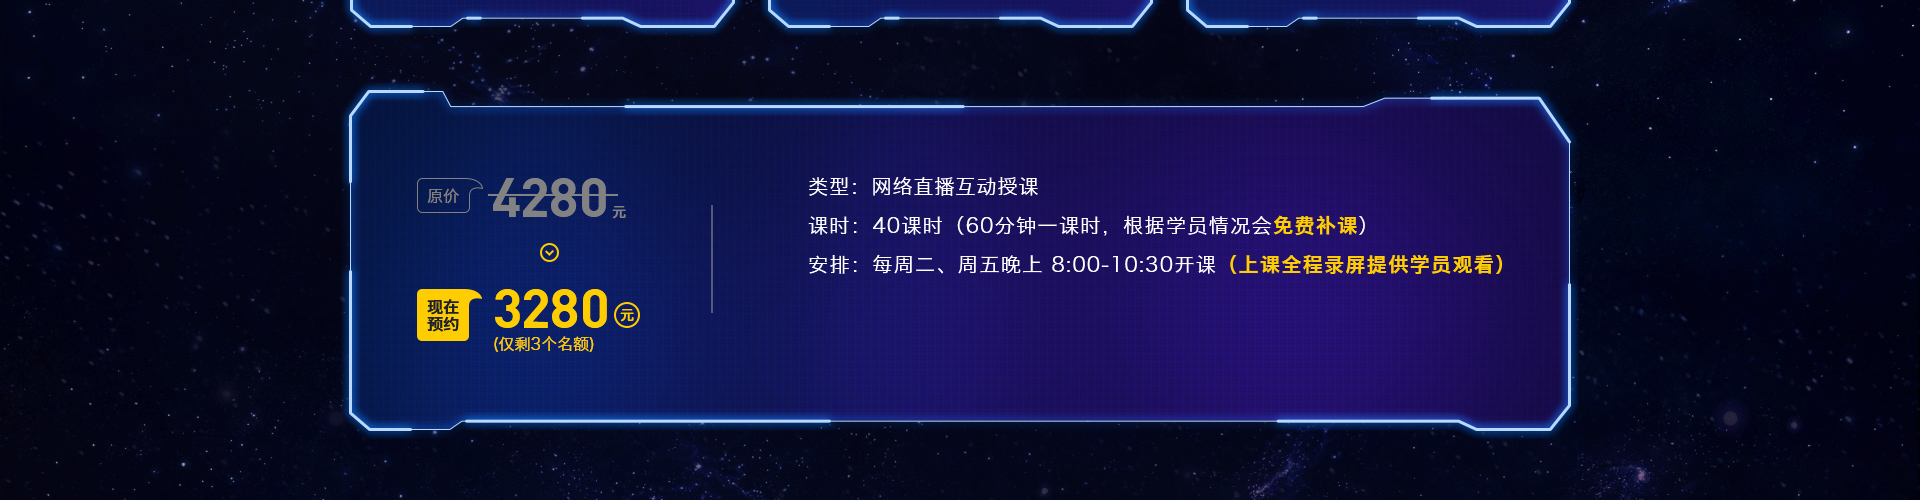 原价 4280元
现在预约 3280元
(仅剩3个名额)
类型：网络直播互动授课
课时：40课时（60分钟一课时，根据学员情况会免费补课）
安排：每周二、周五晚上 8:00-10:30开课（上课全程录屏提供学员观看）